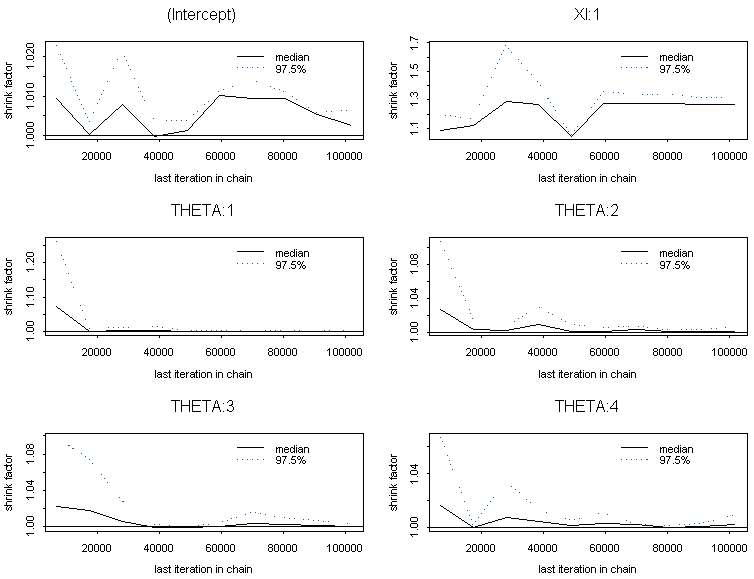 (Intercept)
shrink factor
1.000 1.010 1.020
median
97.5%
20000 40000 60000 80000 100000
last iteration in chain
XI:1
shrink factor
1.1 1.3 1.5 1.7
median
97.5%
20000 40000 60000 80000 100000
last iteration in chain
THETA:1
shrink factor
1.00 1.10 1.20
median
97.5%
20000 40000 60000 80000 100000
last iteration in chain
THETA:2
shrink factor
1.00 1.04 1.08
median
97.5%
20000 40000 60000 80000 100000
last iteration in chain
THETA:3
shrink factor
1.00 1.04 1.08
median
97.5%
20000 40000 60000 80000 100000
last iteration in chain
THETA:4
shrink factor
1.00 1.04
median
97.5%
20000 40000 60000 80000 100000
last iteration in chain